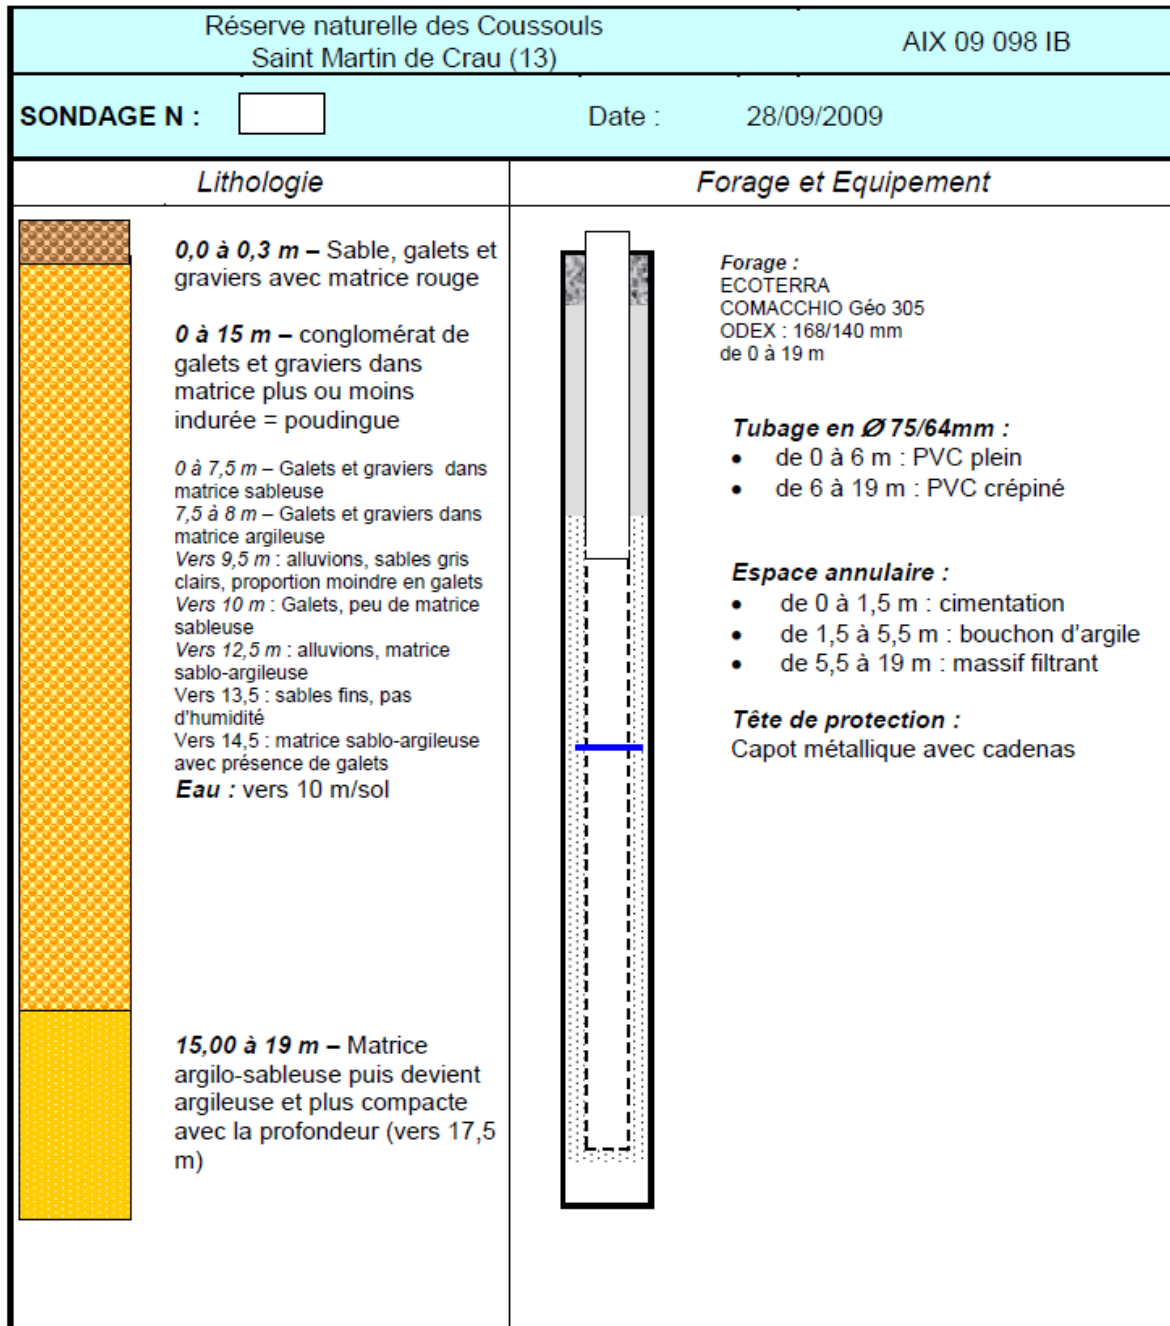 Réserve naturelle des Coussouls
Saint Martin de Crau (13)
AIX 09 098 IB
SONDAGE N :
Date : 28/09/2009
Lithologie
0,0 à 0,3 m – Sable, galets et
graviers avec matrice rouge
0 à 15 m – conglomérat de
galets et graviers dans
matrice plus ou moins
indurée = poudingue
0 à 7,5 m – Galets et graviers dans
matrice sableuse
7,5 à 8 m – Galets et graviers dans
matrice argileuse
Vers 9,5 m : alluvions, sables gris
clairs, proportion moindre en galets
Vers 10 m : Galets, peu de matrice
sableuse
Vers 12,5 m : alluvions, matrice
sablo-argileuse
Vers 13,5 : sables fins, pas
d'humidité
Vers 14,5 : matrice sablo-argileuse
avec présence de galets
Eau : vers 10 m/sol
15,00 à 19 m – Matrice
argilo-sableuse puis devient
argileuse et plus compacte
avec la profondeur (vers 17,5
m)
Forage et Equipement
Forage :
ECOTERRA
COMACCHIO Géo 305
ODEX : 168/140 mm
de 0 à 19 m
Tubage en Ø 75/64mm :
• de 0 à 6 m : PVC plein
• de 6 à 19 m : PVC crépiné
Espace annulaire :
• de 0 à 1,5 m : cimentation
• de 1,5 à 5,5 m : bouchon d'argile
• de 5,5 à 19 m : massif filtrant
Tête de protection :
Capot métallique avec cadenas